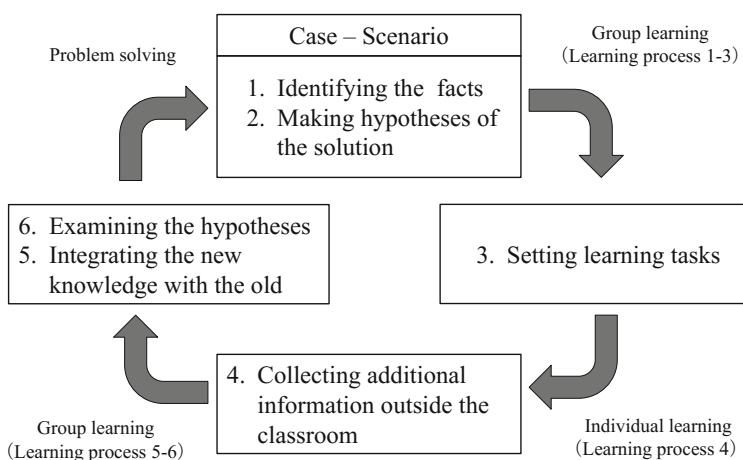 Case – Scenario
1. Identifying the facts
2. Making hypotheses of
the solution
Group learning
(Learning process 1-3)
3. Setting learning tasks
Individual learning
(Learning process 4)
4. Collecting additional
information outside the
classroom
Group learning
(Learning process 5-6)
6. Examining the hypotheses
5. Integrating the new
knowledge with the old
Problem solving